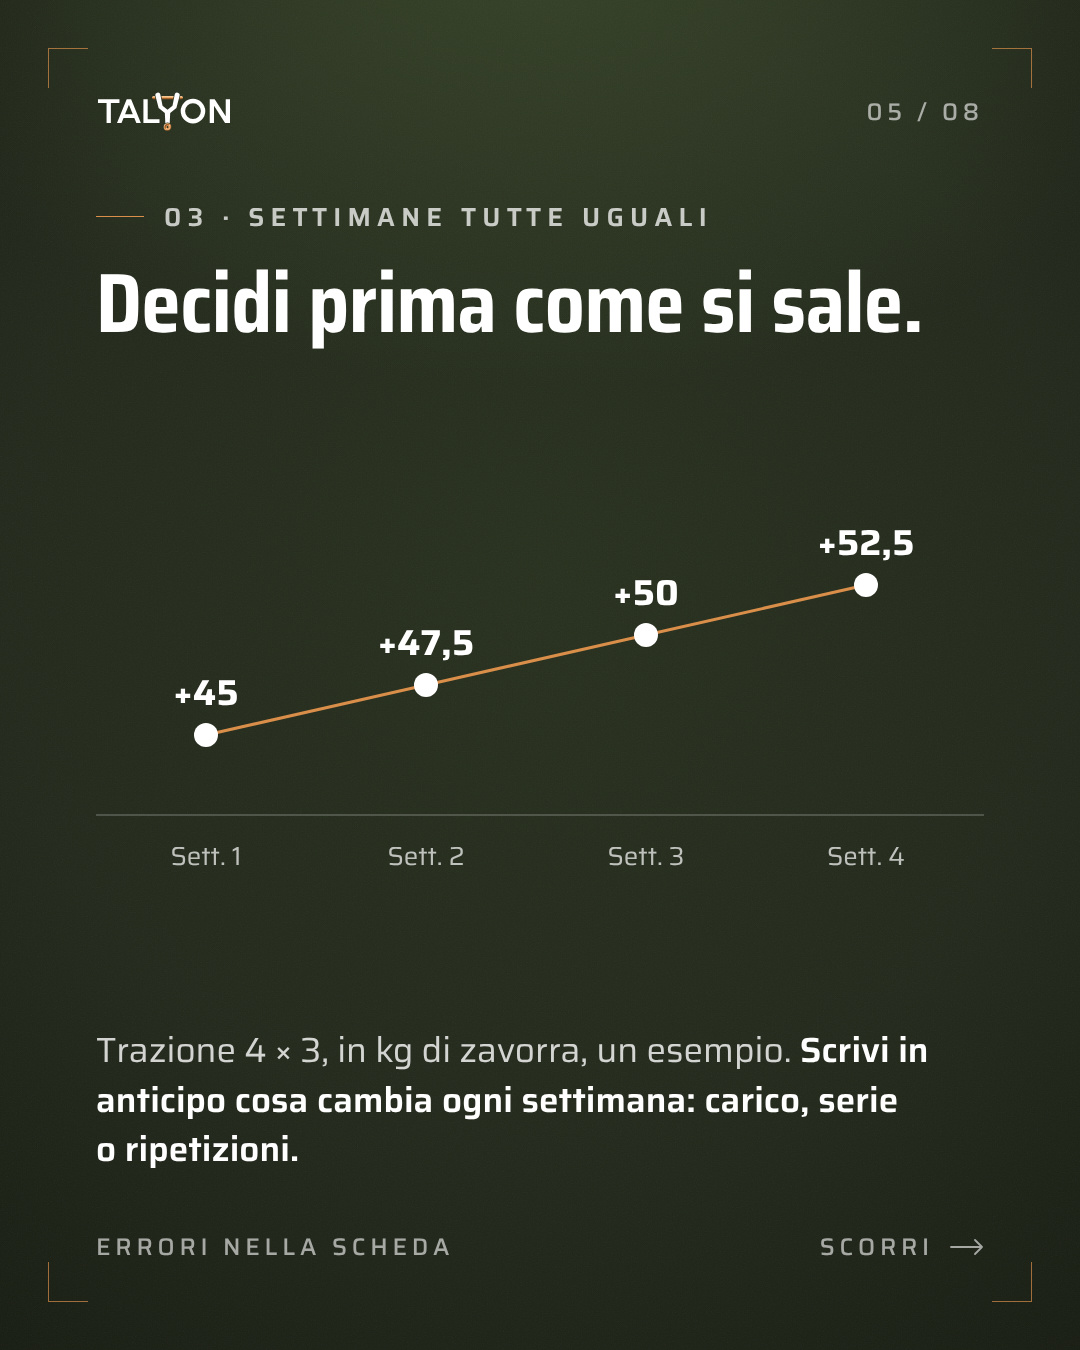 TALYON
05 / 08
03 · SETTIMANE TUTTE UGUALI
Decidi prima come si sale.
+52,5
+50
+47,5
+45
Sett. 1
Sett. 2
Sett. 3
Sett. 4
Trazione 4 × 3, in kg di zavorra, un esempio. Scrivi in
anticipo cosa cambia ogni settimana: carico, serie
o ripetizioni.
ERRORI NELLA SCHEDA
SCORRI →